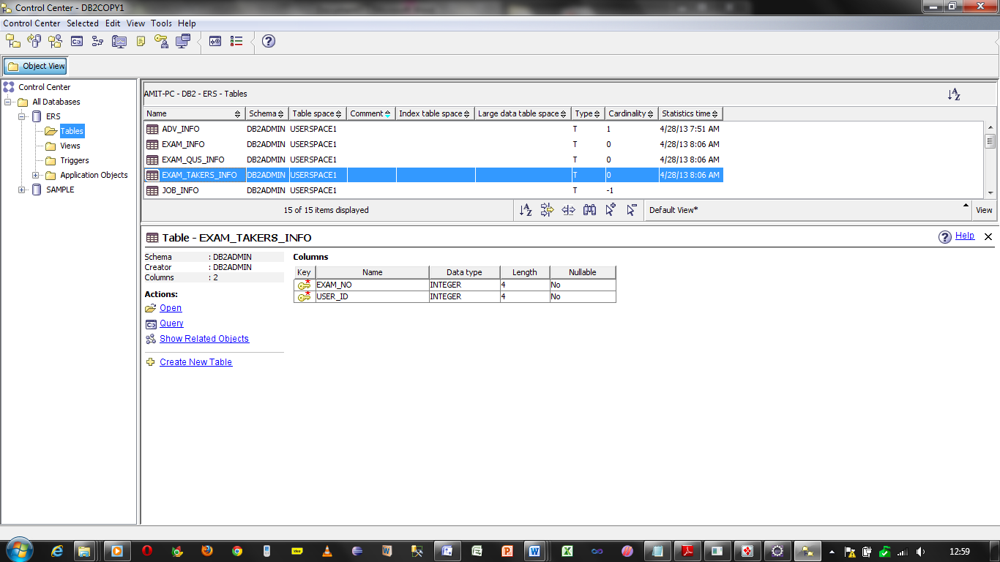 Control Center - DB2COPY1
Control Center Selected Edit View Tools Help
Object View
Control Center
All Databases
ERS
Tables
Views
Triggers
Application Objects
SAMPLE
AMIT-PC - DB2 - ERS - Tables
Name Schema Table space Comment Index table space Large data table space Type Cardinality Statistics time
ADV_INFO DB2ADMIN USERSPACE1 T 1 4/28/13 7:51 AM
EXAM_INFO DB2ADMIN USERSPACE1 T 0 4/28/13 8:06 AM
EXAM_QUS_INFO DB2ADMIN USERSPACE1 T 0 4/28/13 8:06 AM
EXAM_TAKERS_INFO DB2ADMIN USERSPACE1 T 0 4/28/13 8:06 AM
JOB_INFO DB2ADMIN USERSPACE1 T -1
15 of 15 items displayed Default View* View
Table - EXAM_TAKERS_INFO Help
Schema : DB2ADMIN
Creator : DB2ADMIN
Columns : 2
Actions:
Open
Query
Show Related Objects
Create New Table
Columns
Key Name Data type Length Nullable
EXAM_NO INTEGER 4 No
USER_ID INTEGER 4 No
12:59